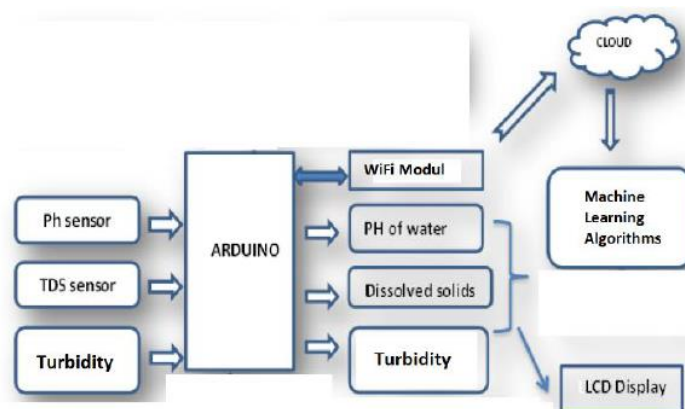 CLOUD
WiFi Modul
Machine
Learning
Algorithms
Ph sensor
ARDUINO
PH of water
TDS sensor
Dissolved solids
Turbidity
Turbidity
LCD Display